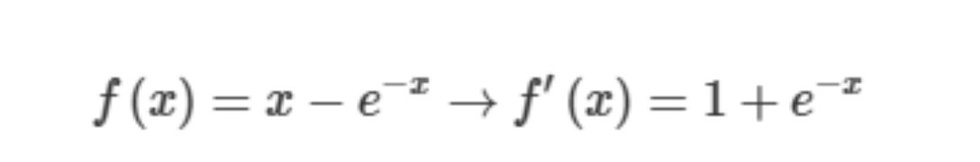 f(x) = x − e⁻ˣ → f′(x) = 1 + e⁻ˣ